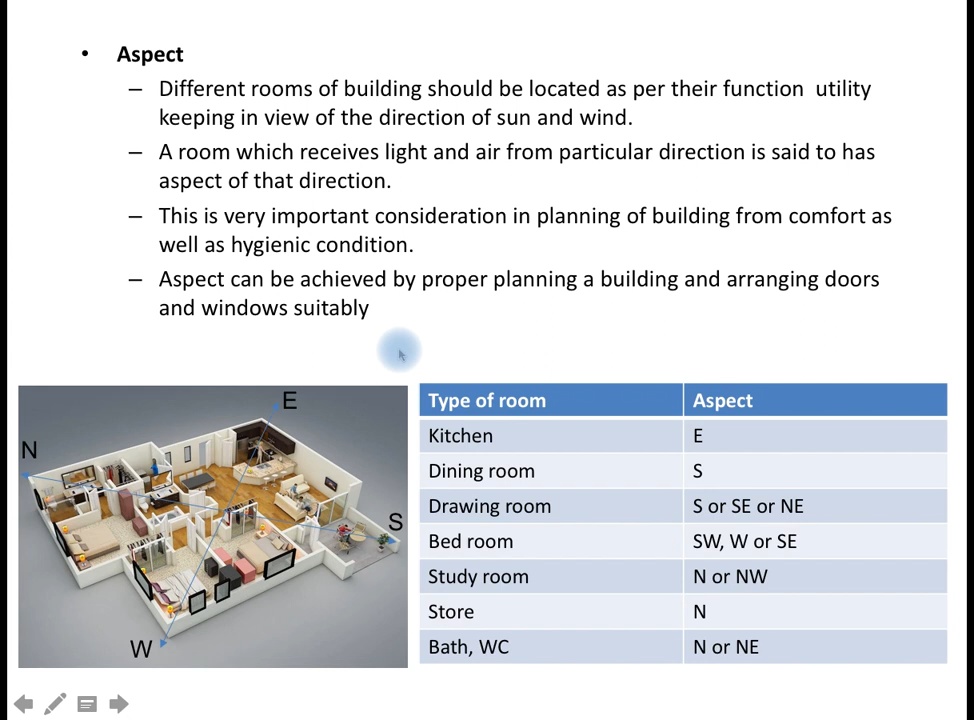 • Aspect
– Different rooms of building should be located as per their function utility
keeping in view of the direction of sun and wind.
– A room which receives light and air from particular direction is said to has
aspect of that direction.
– This is very important consideration in planning of building from comfort as
well as hygienic condition.
– Aspect can be achieved by proper planning a building and arranging doors
and windows suitably
E
N
S
W
Type of room Aspect
Kitchen E
Dining room S
Drawing room S or SE or NE
Bed room SW, W or SE
Study room N or NW
Store N
Bath, WC N or NE